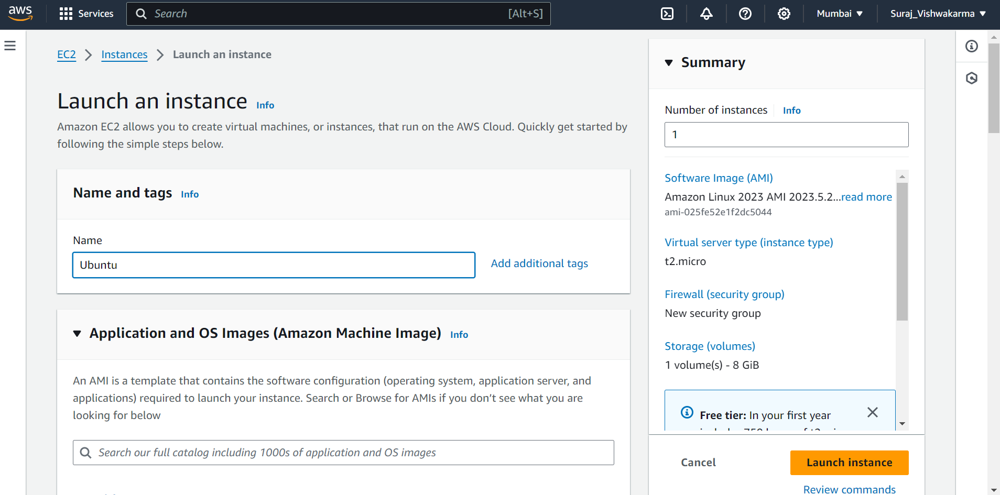 aws
Services
Search [Alt+S]
Mumbai
Suraj_Vishwakarma
EC2
Instances
Launch an instance
Launch an instance Info
Amazon EC2 allows you to create virtual machines, or instances, that run on the AWS Cloud. Quickly get started by
following the simple steps below.
Name and tags Info
Name
Ubuntu
Add additional tags
Application and OS Images (Amazon Machine Image) Info
An AMI is a template that contains the software configuration (operating system, application server, and
applications) required to launch your instance. Search or Browse for AMIs if you don’t see what you are
looking for below
Search our full catalog including 1000s of application and OS images
Summary
Number of instances Info
1
Software Image (AMI)
Amazon Linux 2023 AMI 2023.5.2...read more
ami-025fe52e1f2dc5044
Virtual server type (instance type)
t2.micro
Firewall (security group)
New security group
Storage (volumes)
1 volume(s) - 8 GiB
Free tier: In your first year
Cancel
Launch instance
Review commands